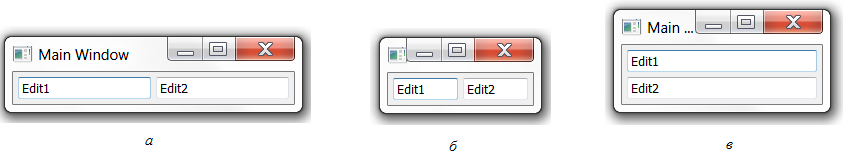 Main Window
Edit1 Edit2
а
Edit1 Edit2
б
Main ...
Edit1
Edit2
в